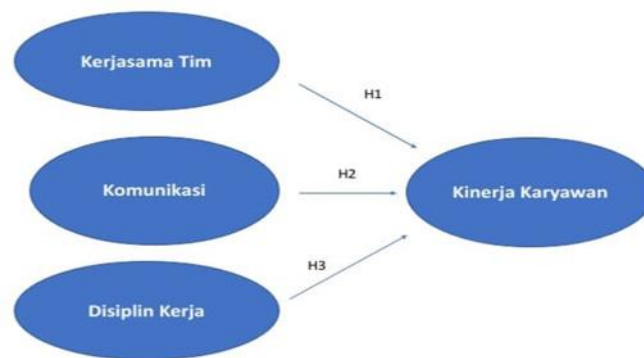 Kerjasama Tim
H1
Komunikasi
H2
Kinerja Karyawan
H3
Disiplin Kerja